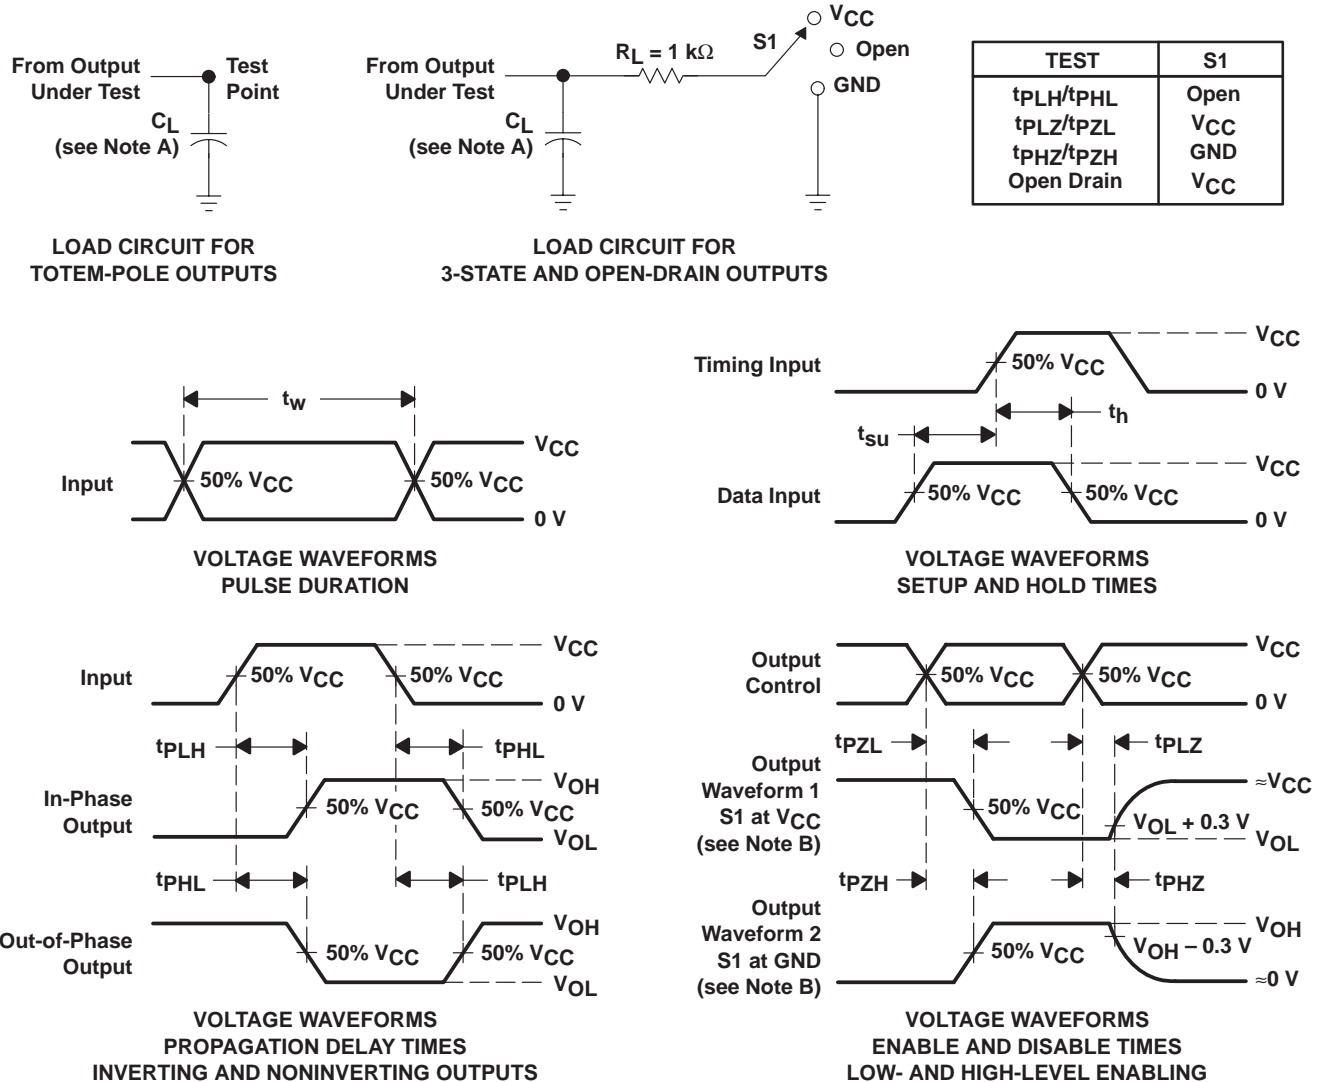 From Output
Under Test
Test
Point
CL
(see Note A)
LOAD CIRCUIT FOR
TOTEM-POLE OUTPUTS
From Output
Under Test
RL = 1 kΩ
S1
VCC
Open
GND
CL
(see Note A)
LOAD CIRCUIT FOR
3-STATE AND OPEN-DRAIN OUTPUTS
TEST S1
tPLH/tPHL Open
tPLZ/tPZL VCC
tPHZ/tPZH GND
Open Drain VCC
tw
Input
50% VCC
50% VCC
VCC
0 V
VOLTAGE WAVEFORMS
PULSE DURATION
Timing Input
50% VCC
VCC
0 V
th
tsu
Data Input
50% VCC
50% VCC
VCC
0 V
VOLTAGE WAVEFORMS
SETUP AND HOLD TIMES
Input
50% VCC
50% VCC
VCC
0 V
tPLH
tPHL
In-Phase
Output
50% VCC
50% VCC
VOH
VOL
tPHL
tPLH
Out-of-Phase
Output
50% VCC
50% VCC
VOH
VOL
VOLTAGE WAVEFORMS
PROPAGATION DELAY TIMES
INVERTING AND NONINVERTING OUTPUTS
Output
Control
50% VCC
50% VCC
VCC
0 V
tPZL
tPLZ
Output
Waveform 1
S1 at VCC
(see Note B)
50% VCC
VOL + 0.3 V
≈VCC
VOL
tPZH
tPHZ
Output
Waveform 2
S1 at GND
(see Note B)
50% VCC
VOH − 0.3 V
VOH
≈0 V
VOLTAGE WAVEFORMS
ENABLE AND DISABLE TIMES
LOW- AND HIGH-LEVEL ENABLING